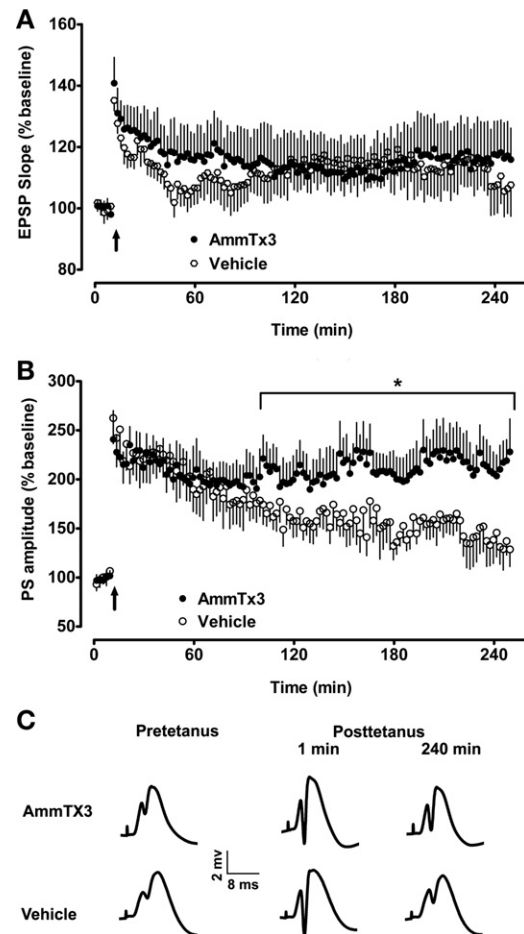 A
EPSP Slope (% baseline)
160
140
120
100
80
AmmTx3
Vehicle
0
60
120
180
240
Time (min)
B
PS amplitude (% baseline)
300
250
200
150
100
50
*
AmmTx3
Vehicle
0
60
120
180
240
Time (min)
C
Pretetanus
Posttetanus
1 min
240 min
AmmTX3
2 mv
8 ms
Vehicle